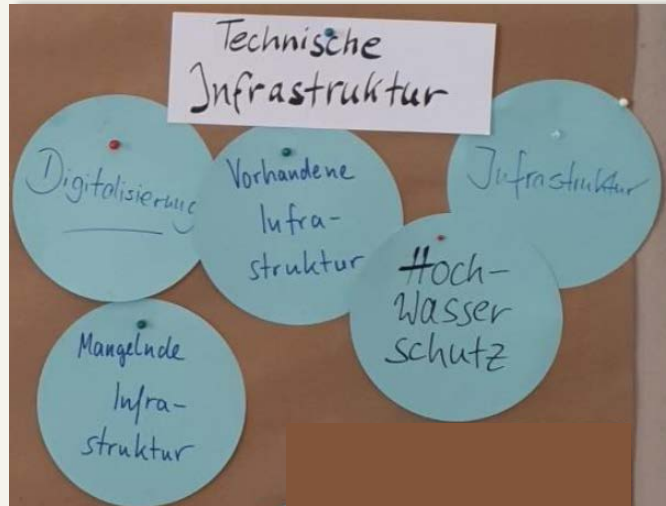 Technische
Infrastruktur
Digitalisierung
Vorhandene
Infra-
struktur
Infrastruktur
Hoch-
Wasser
schutz
Mangelnde
Infra-
struktur